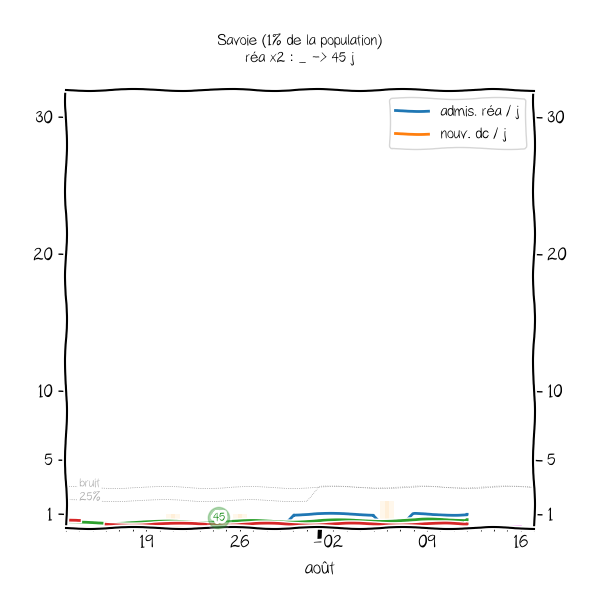 Savoie (1% de la population)
réa x2 : _ -> 45 j
admis. réa / j
nouv. dc / j
30 30
20 20
10 10
5 5
bruit
25%
45
1 1
19 26 02 09 16
août